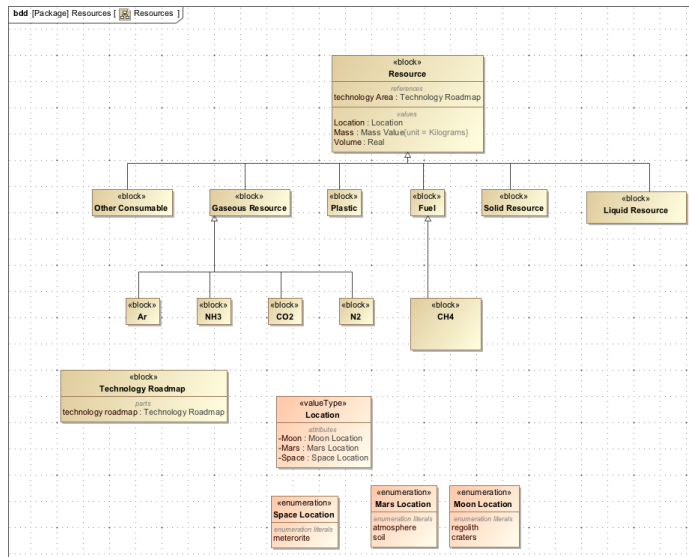 bdd [Package] Resources [ Resources ]
«block»
Resource
references
technology Area : Technology Roadmap
values
Location : Location
Mass : Mass Value{unit = Kilograms}
Volume : Real
«block»
Other Consumable
«block»
Gaseous Resource
«block»
Plastic
«block»
Fuel
«block»
Solid Resource
«block»
Liquid Resource
«block»
Ar
«block»
NH3
«block»
CO2
«block»
N2
«block»
CH4
«block»
Technology Roadmap
parts
technology roadmap : Technology Roadmap
«valueType»
Location
attributes
-Moon : Moon Location
-Mars : Mars Location
-Space : Space Location
«enumeration»
Space Location
enumeration literals
meterorite
«enumeration»
Mars Location
enumeration literals
atmosphere
soil
«enumeration»
Moon Location
enumeration literals
regolith
craters